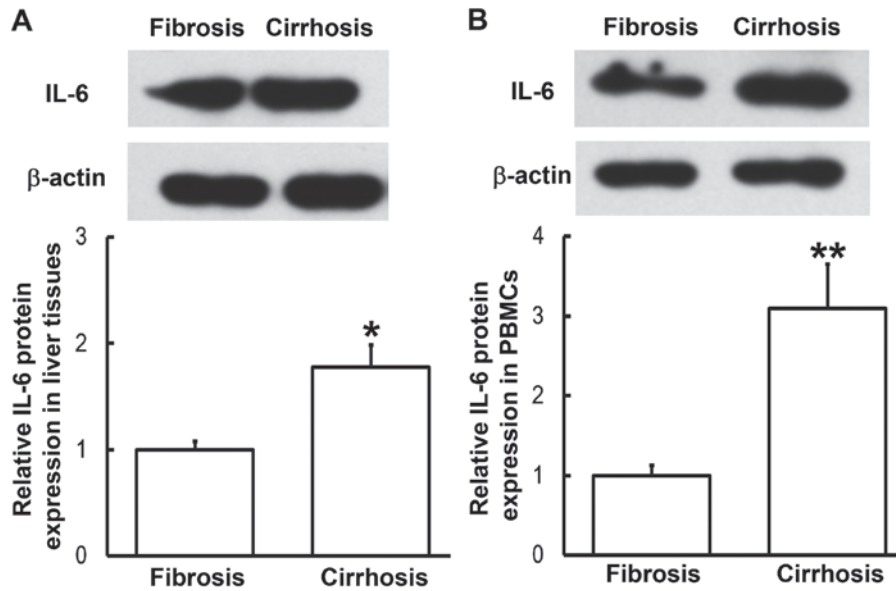 A
Fibrosis Cirrhosis
IL-6
β-actin
Relative IL-6 protein
expression in liver tissues
3
2
1
0
*
Fibrosis Cirrhosis
B
Fibrosis Cirrhosis
IL-6
β-actin
Relative IL-6 protein
expression in PBMCs
4
3
2
1
0
**
Fibrosis Cirrhosis